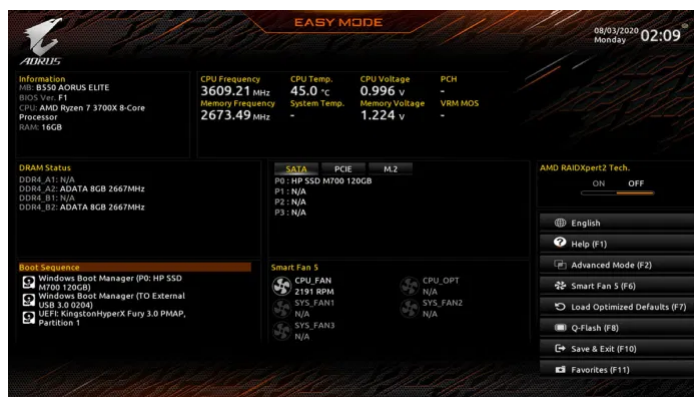 EASY MODE
AORUS
08/03/2020
Monday
02:09
Information
MB: B550 AORUS ELITE
BIOS Ver. F1
CPU: AMD Ryzen 7 3700X 8-Core
Processor
RAM: 16GB
CPU Frequency
3609.21 MHz
CPU Temp.
45.0 °C
CPU Voltage
0.996 V
PCH
-
Memory Frequency
2673.49 MHz
System Temp.
-
Memory Voltage
1.224 V
VRM MOS
-
DRAM Status
DDR4_A1: N/A
DDR4_A2: ADATA 8GB 2667MHz
DDR4_B1: N/A
DDR4_B2: ADATA 8GB 2667MHz
SATA PCIE M.2
P0 : HP SSD M700 120GB
P1 : N/A
P2 : N/A
P3 : N/A
Boot Sequence
Windows Boot Manager (P0: HP SSD
M700 120GB)
Windows Boot Manager (TO External
USB 3.0 0204)
UEFI: KingstonHyperX Fury 3.0 PMAP,
Partition 1
Smart Fan 5
CPU_FAN
2191 RPM
CPU_OPT
N/A
SYS_FAN1
N/A
SYS_FAN2
N/A
SYS_FAN3
N/A
AMD RAIDXpert2 Tech.
ON OFF
English
Help (F1)
Advanced Mode (F2)
Smart Fan 5 (F6)
Load Optimized Defaults (F7)
Q-Flash (F8)
Save & Exit (F10)
Favorites (F11)